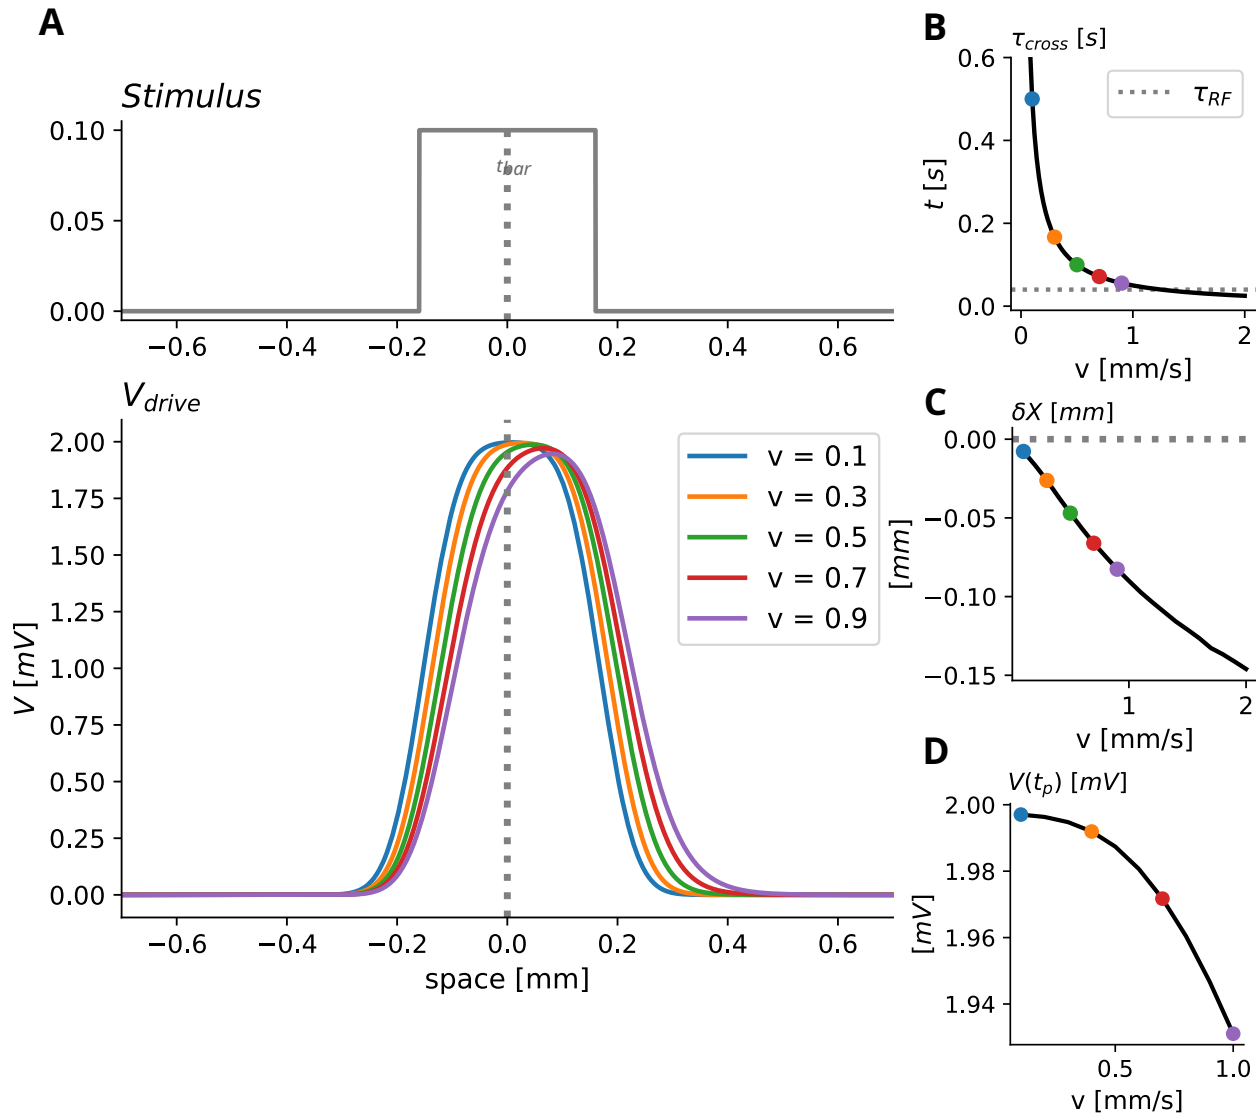 A
Stimulus
0.10
0.05
0.00
t_bar
−0.6
−0.4
−0.2
0.0
0.2
0.4
0.6
V_drive
2.00
1.75
1.50
1.25
1.00
0.75
0.50
0.25
0.00
V [mV]
v = 0.1
v = 0.3
v = 0.5
v = 0.7
v = 0.9
−0.6
−0.4
−0.2
0.0
0.2
0.4
0.6
space [mm]
B
τ_cross [s]
τ_RF
0.6
0.4
0.2
0.0
t [s]
0
1
2
v [mm/s]
C
δX [mm]
0.00
−0.05
−0.10
−0.15
[mm]
1
2
v [mm/s]
D
V(t_p) [mV]
2.00
1.98
1.96
1.94
[mV]
0.5
1.0
v [mm/s]